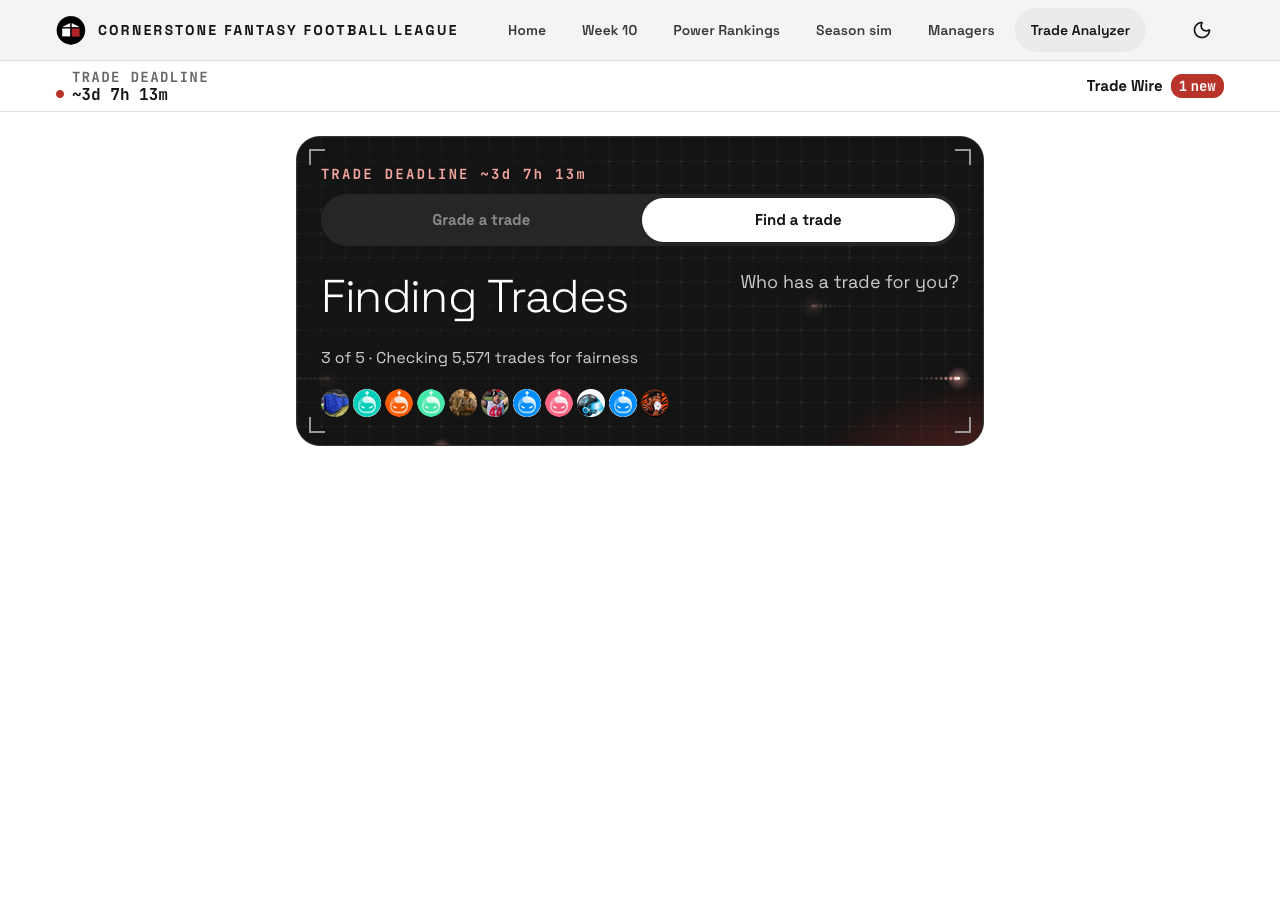 CORNERSTONE FANTASY FOOTBALL LEAGUE
Home
Week 10
Power Rankings
Season sim
Managers
Trade Analyzer
TRADE DEADLINE
~3d 7h 13m
Trade Wire
1 new
TRADE DEADLINE ~3d 7h 13m
Grade a trade
Find a trade
Finding Trades
Who has a trade for you?
3 of 5 · Checking 5,571 trades for fairness